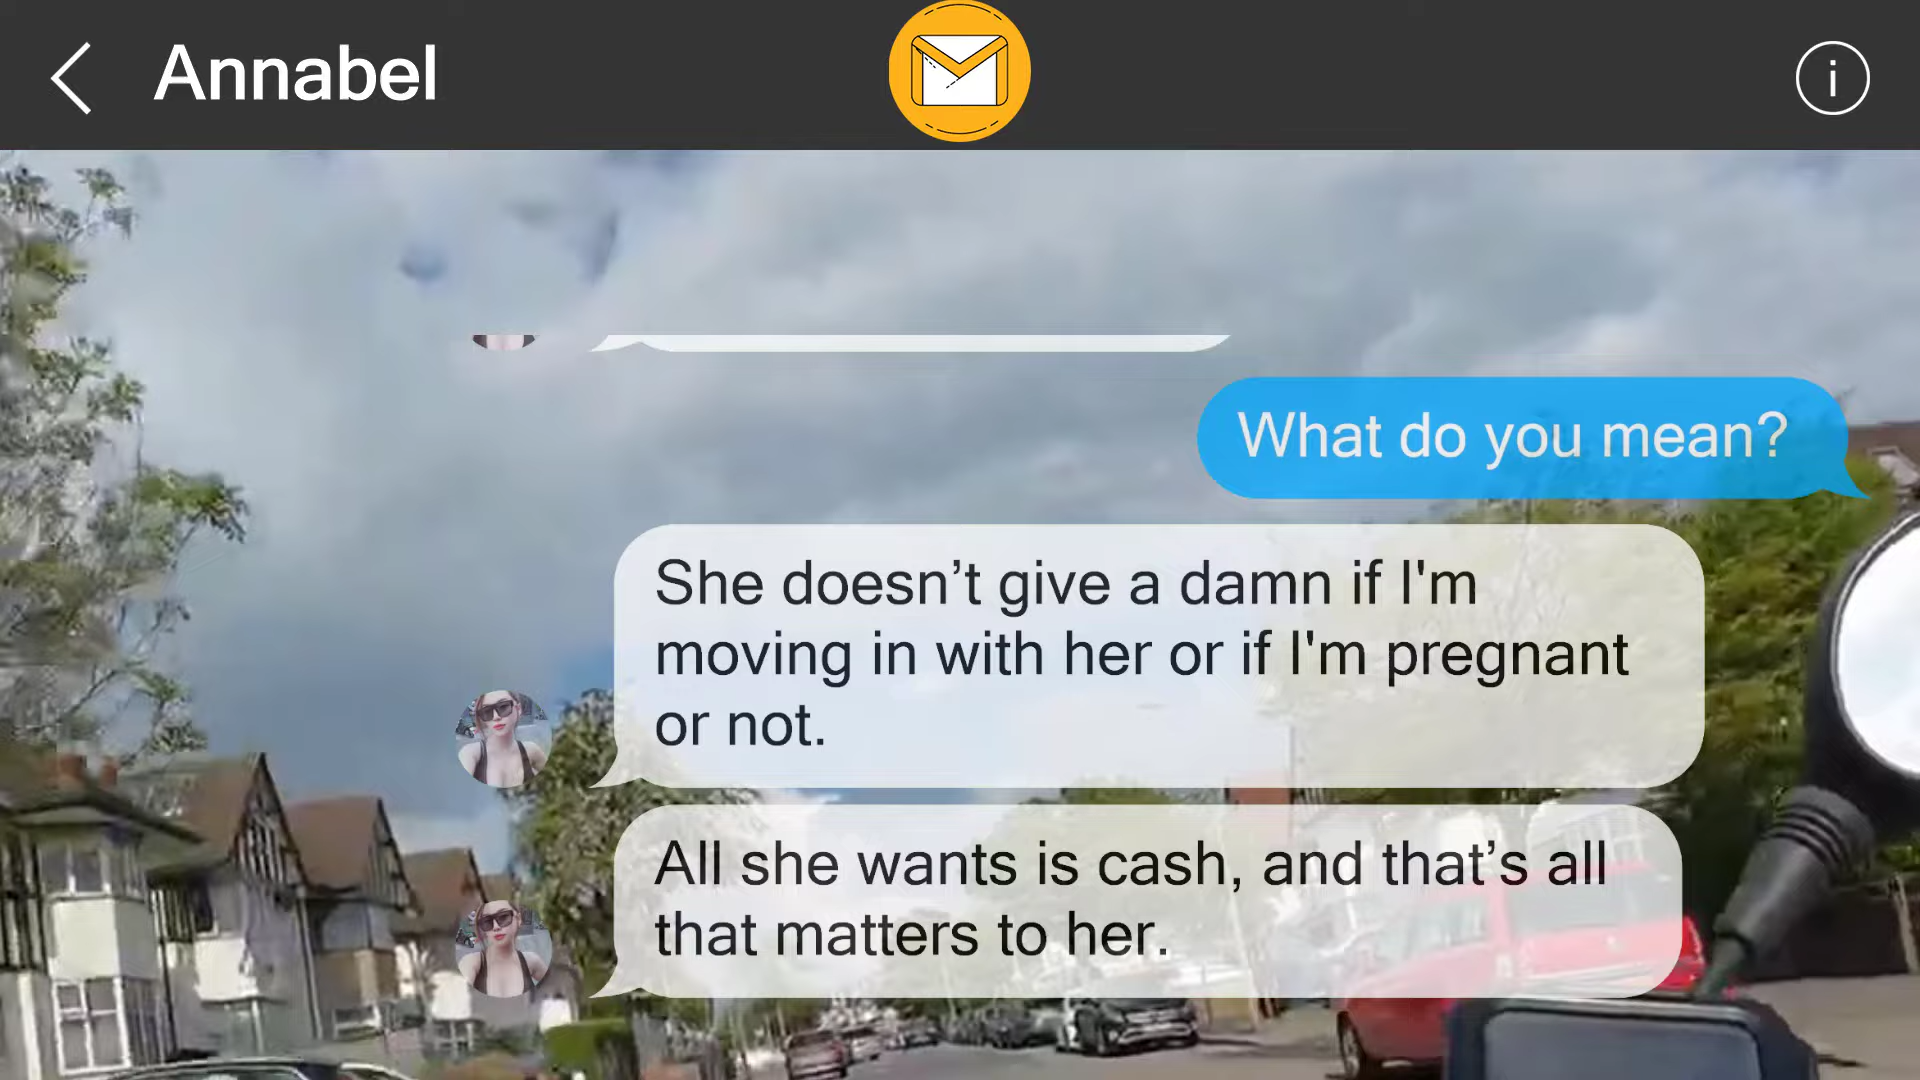 Annabel
i
What do you mean?
She doesn’t give a damn if I'm
moving in with her or if I'm pregnant
or not.
All she wants is cash, and that’s all
that matters to her.